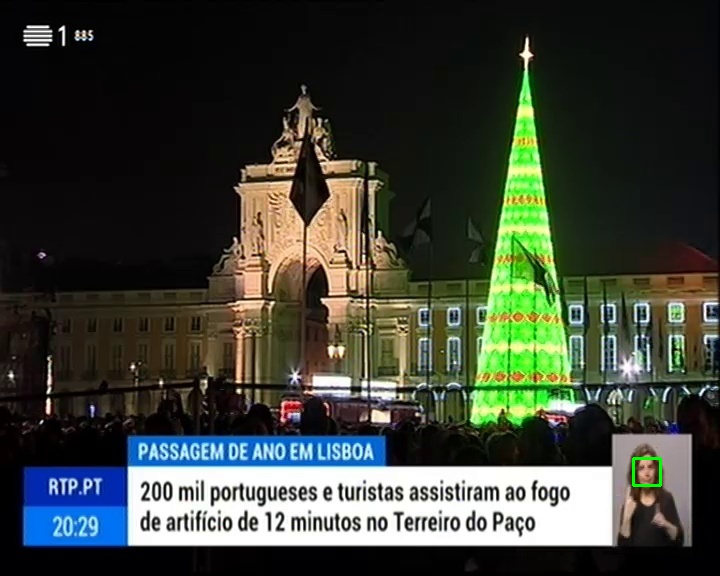 1 885
PASSAGEM DE ANO EM LISBOA
RTP.PT
20:29
200 mil portugueses e turistas assistiram ao fogo
de artifício de 12 minutos no Terreiro do Paço